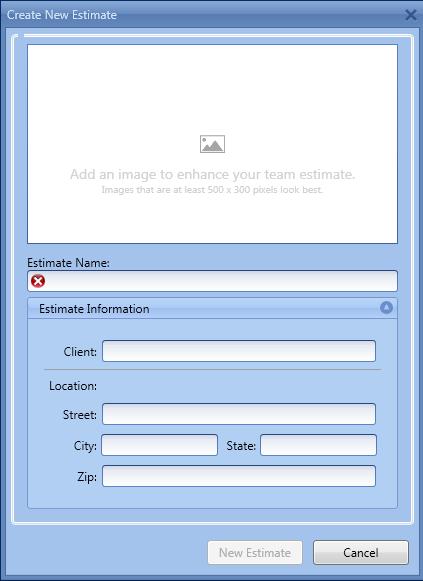 Create New Estimate
Add an image to enhance your team estimate.
Images that are at least 500 x 300 pixels look best.
Estimate Name:
Estimate Information
Client:
Location:
Street:
City: State:
Zip:
New Estimate Cancel